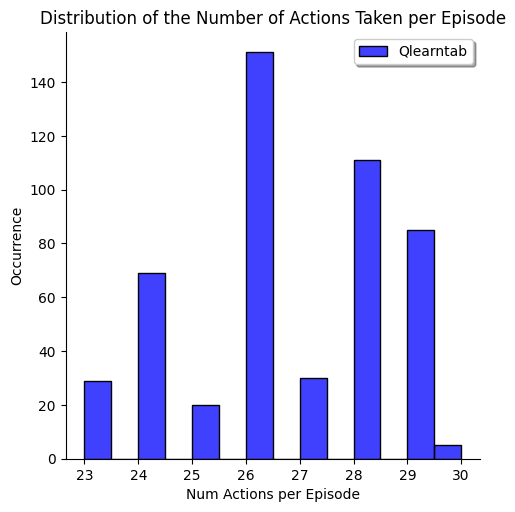 Distribution of the Number of Actions Taken per Episode
Qlearntab
140
120
100
80
60
40
20
0
Occurrence
23 24 25 26 27 28 29 30
Num Actions per Episode